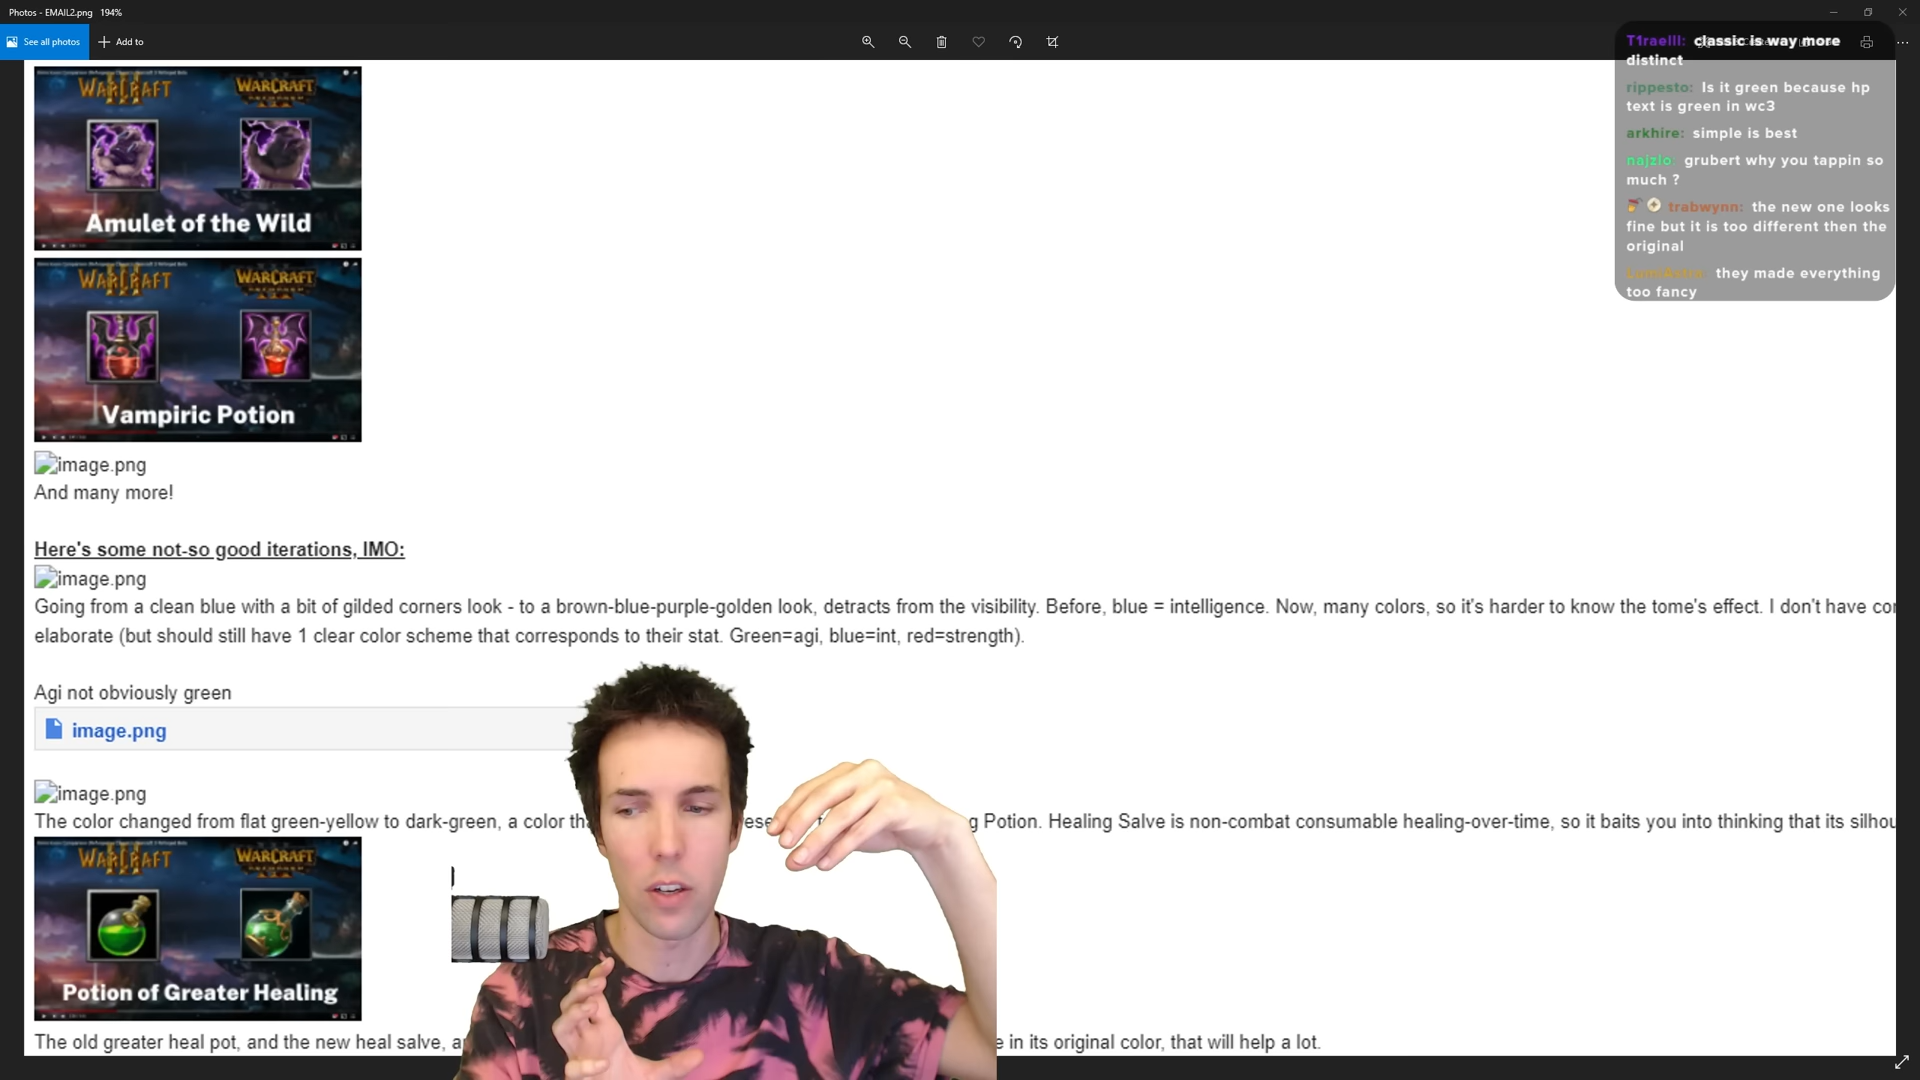 Photos - EMAIL2.png 194%
See all photos
Add to
WARCRAFT III
WARCRAFT
Amulet of the Wild
WARCRAFT III
WARCRAFT
Vampiric Potion
image.png
And many more!
Here's some not-so good iterations, IMO:
image.png
Going from a clean blue with a bit of gilded corners look - to a brown-blue-purple-golden look, detracts from the visibility. Before, blue = intelligence. Now, many colors, so it's harder to know the tome's effect. I don't have
elaborate (but should still have 1 clear color scheme that corresponds to their stat. Green=agi, blue=int, red=strength).
Agi not obviously green
image.png
image.png
The color changed from flat green-yellow to dark-green, a color
Potion. Healing Salve is non-combat consumable healing-over-time, so it baits you into thinking that its
WARCRAFT III
WARCRAFT
Potion of Greater Healing
The old greater heal pot, and the new heal salve,
in its original color, that will help a lot.
T1raelll: classic is way more
distinct
rippesto: Is it green because hp
text is green in wc3
arkhire: simple is best
najzlo: grubert why you tappin so
much ?
trabwynn: the new one looks
fine but it is too different then the
original
they made everything
too fancy